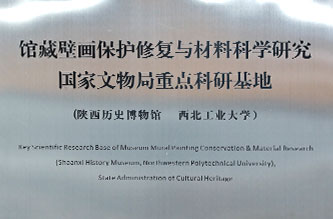 馆藏壁画保护修复与材料科学研究
国家文物局重点科研基地
(陕西历史博物馆 西北工业大学)
Key Scientific Research Base of Museum Mural Painting Conservation & Material Research
(Shaanxi History Museum, Northwestern Polytechnical University),
State Administration of Cultural Heritage